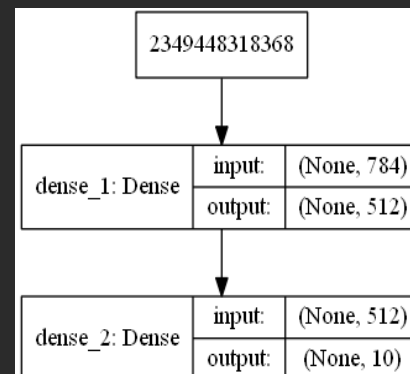 2349448318368
dense_1: Dense
input: (None, 784)
output: (None, 512)
dense_2: Dense
input: (None, 512)
output: (None, 10)